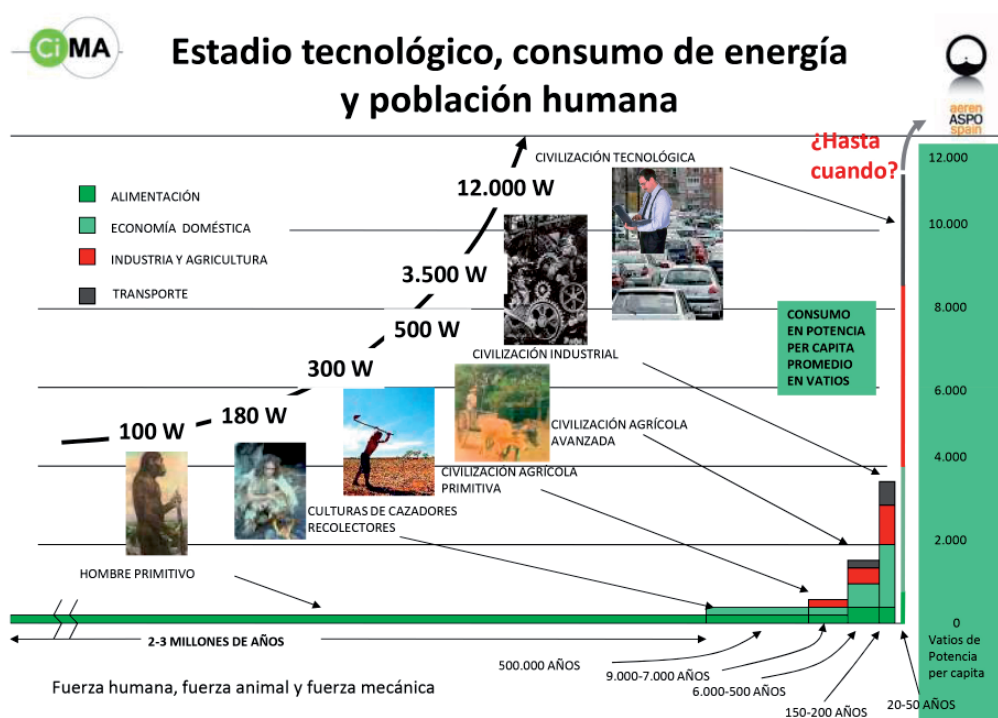 CiMA
Estadio tecnológico, consumo de energía
y población humana
aeren
ASPO
spain
¿Hasta
cuando?
CIVILIZACIÓN TECNOLÓGICA
12.000
12.000 W
ALIMENTACIÓN
ECONOMÍA DOMÉSTICA
INDUSTRIA Y AGRICULTURA
TRANSPORTE
10.000
3.500 W
8.000
500 W
CONSUMO
EN POTENCIA
PER CAPITA
PROMEDIO
EN VATIOS
CIVILIZACIÓN INDUSTRIAL
300 W
6.000
180 W
100 W
CIVILIZACIÓN AGRÍCOLA
AVANZADA
4.000
CIVILIZACIÓN AGRÍCOLA
PRIMITIVA
CULTURAS DE CAZADORES
RECOLECTORES
2.000
HOMBRE PRIMITIVO
0
Vatios de
Potencia
per capita
2-3 MILLONES DE AÑOS
500.000 AÑOS
9.000-7.000 AÑOS
6.000-500 AÑOS
150-200 AÑOS
20-50 AÑOS
Fuerza humana, fuerza animal y fuerza mecánica